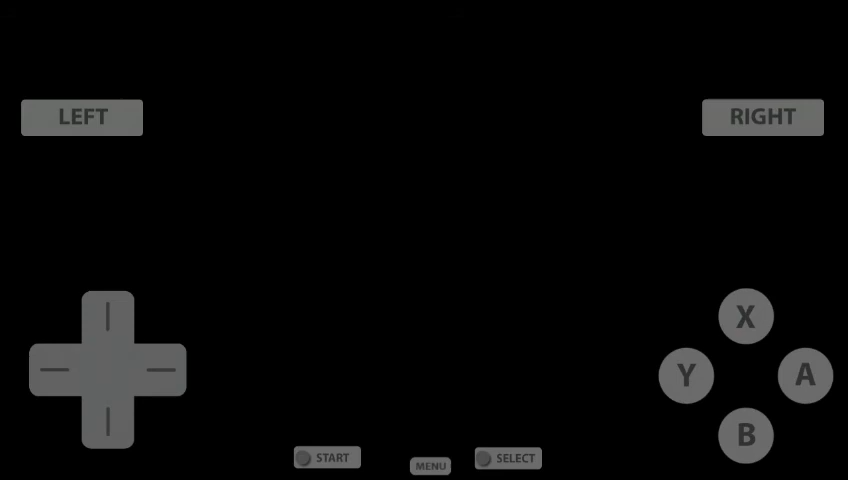 LEFT
RIGHT
X
Y
A
B
START
MENU
SELECT